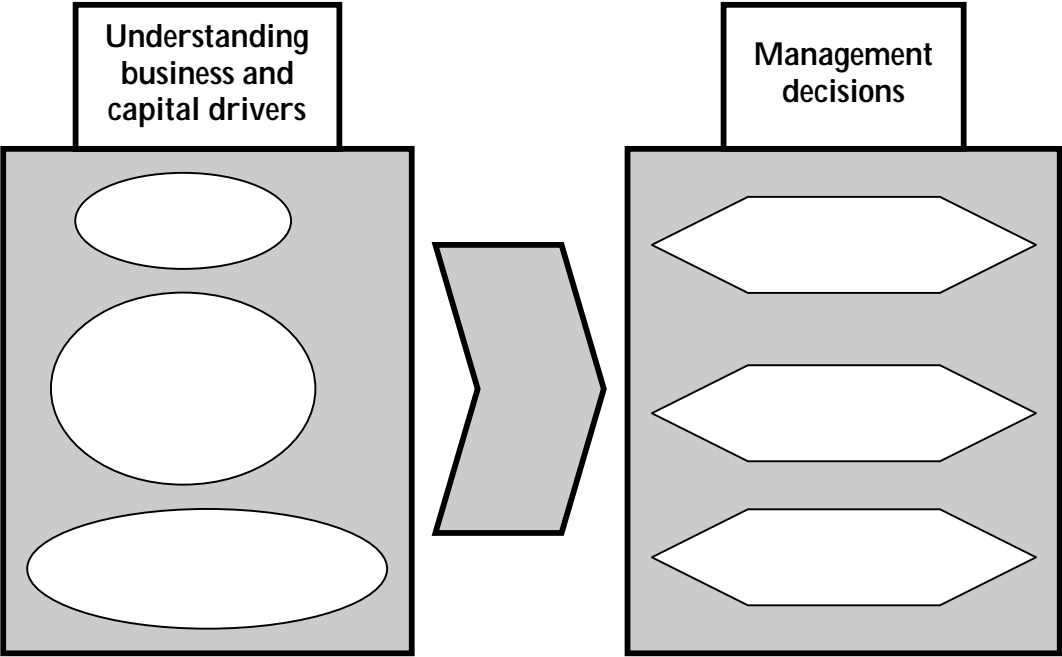 Understanding
business and
capital drivers
Management
decisions